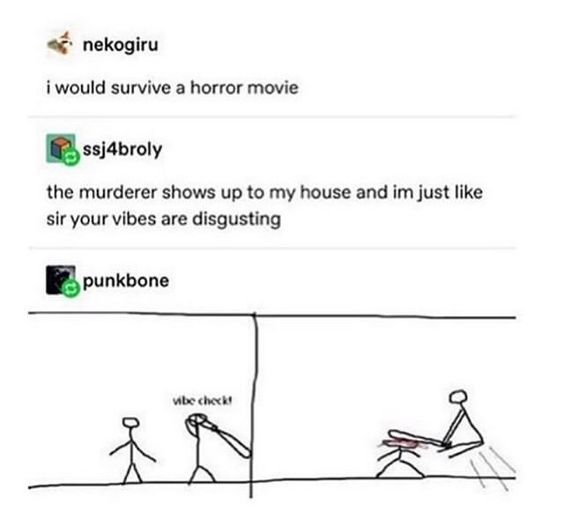 nekogiru
i would survive a horror movie
ssj4broly
the murderer shows up to my house and im just like
sir your vibes are disgusting
punkbone
vibe check!